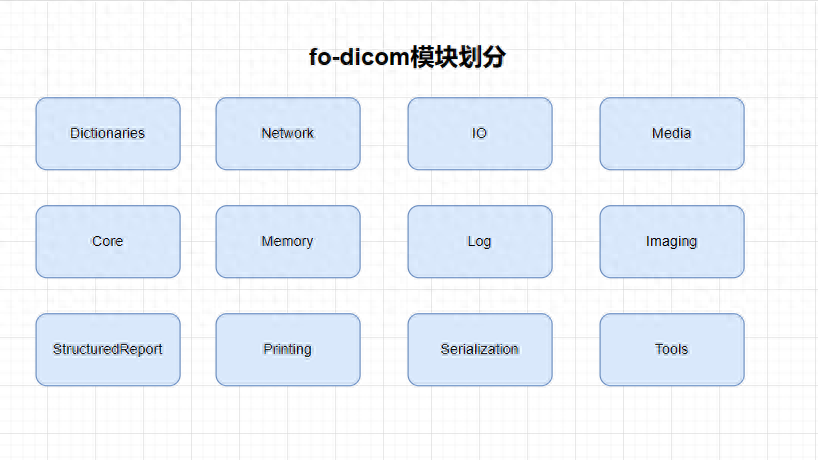 fo-dicom模块划分
Dictionaries
Network
IO
Media
Core
Memory
Log
Imaging
StructuredReport
Printing
Serialization
Tools